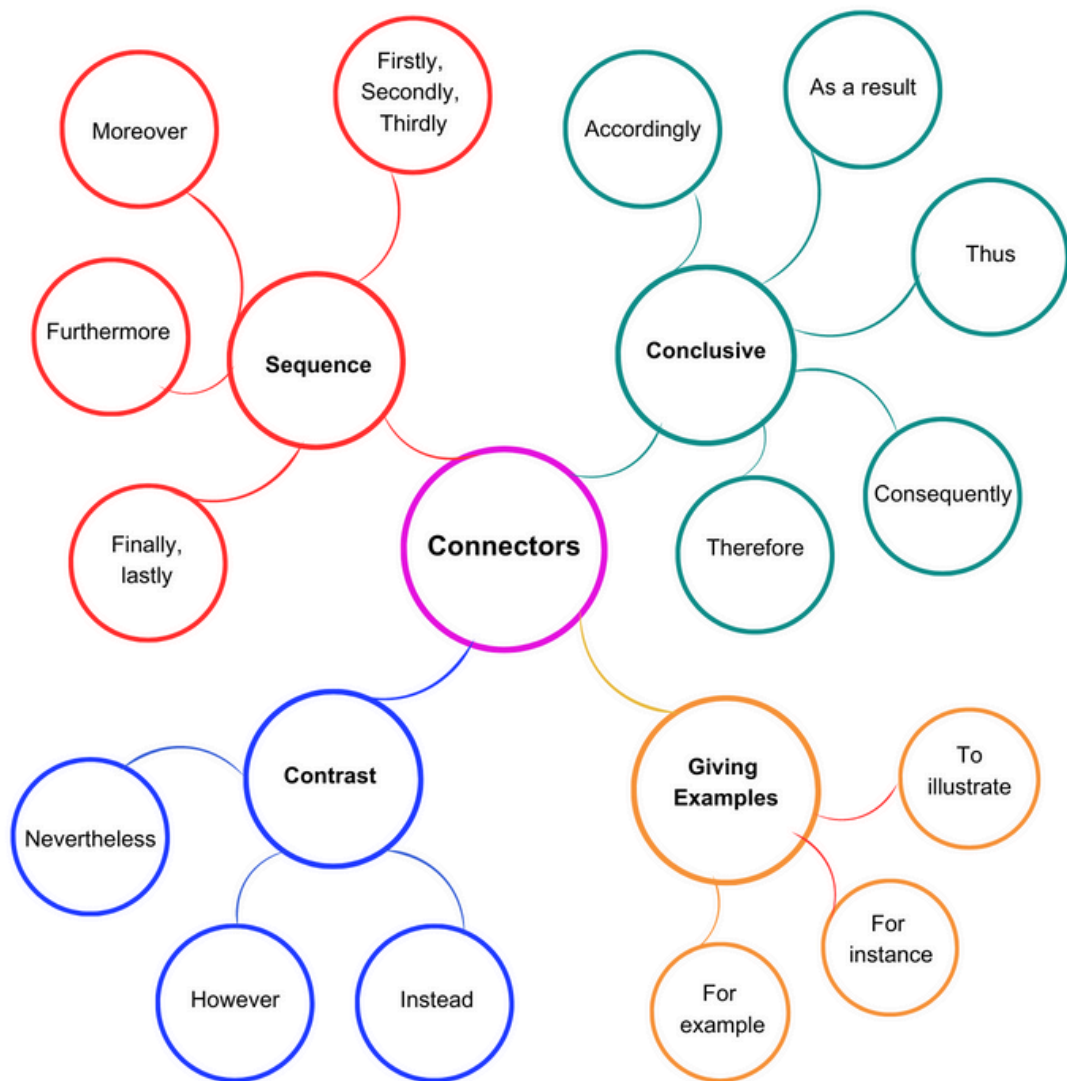 Firstly,
Secondly,
Thirdly
Moreover
Furthermore
Sequence
Finally,
lastly
As a result
Accordingly
Thus
Conclusive
Consequently
Therefore
Connectors
Contrast
Nevertheless
However
Instead
Giving
Examples
To
illustrate
For
instance
For
example